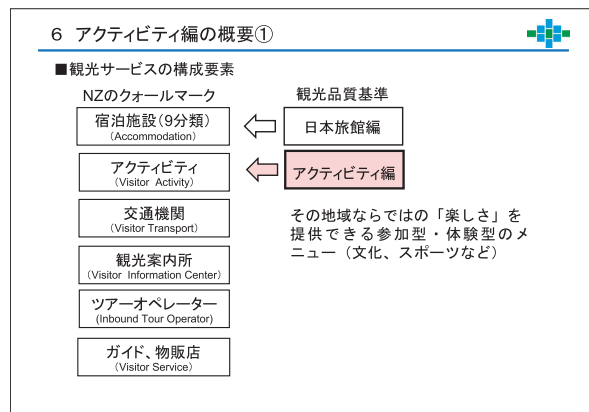 6 アクティビティ編の概要①
■観光サービスの構成要素
NZのクォールマーク
観光品質基準
宿泊施設(9分類)
(Accommodation)
日本旅館編
アクティビティ
(Visitor Activity)
アクティビティ編
交通機関
(Visitor Transport)
その地域ならではの「楽しさ」を
提供できる参加型・体験型のメ
ニュー(文化、スポーツなど)
観光案内所
(Visitor Information Center)
ツアーオペレーター
(Inbound Tour Operator)
ガイド、物販店
(Visitor Service)